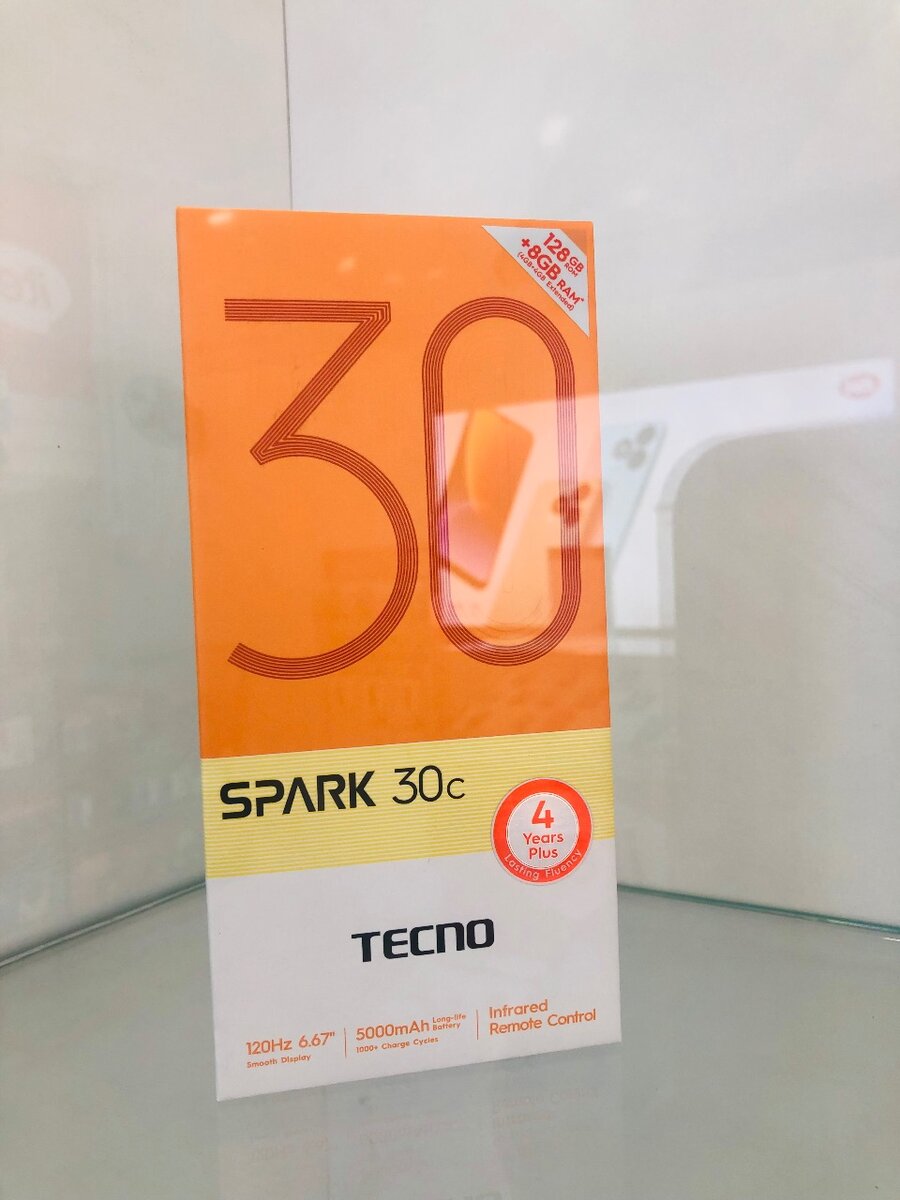 128GB ROM
+8GB RAM*
(4GB+4GB Extended)
30
SPARK 30c
4
Years
Plus
Lasting Fluency
TECNO
120Hz 6.67"
Smooth Display
5000mAh Long-life Battery
1000+ Charge Cycles
Infrared
Remote Control